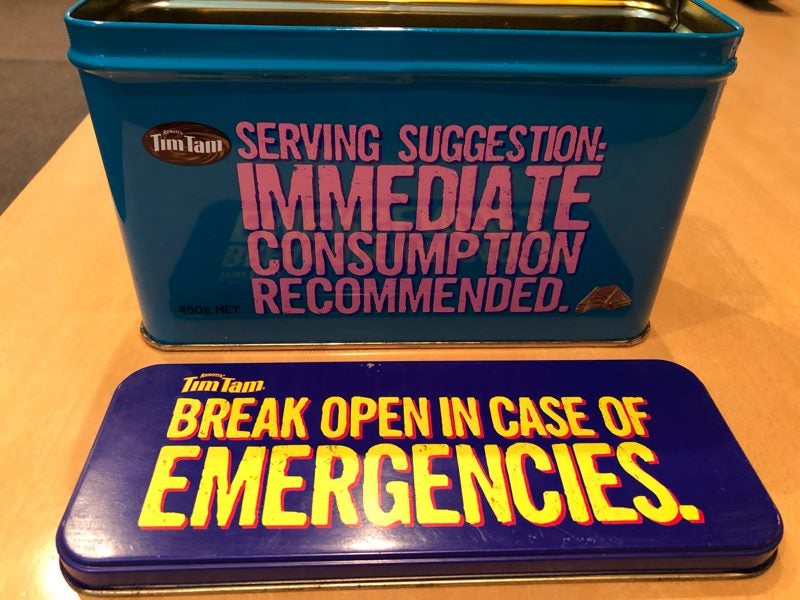 ARNOTT'S
Tim Tam
SERVING SUGGESTION:
IMMEDIATE
CONSUMPTION
RECOMMENDED.
450g NET
ARNOTT'S
Tim Tam
BREAK OPEN IN CASE OF
EMERGENCIES.